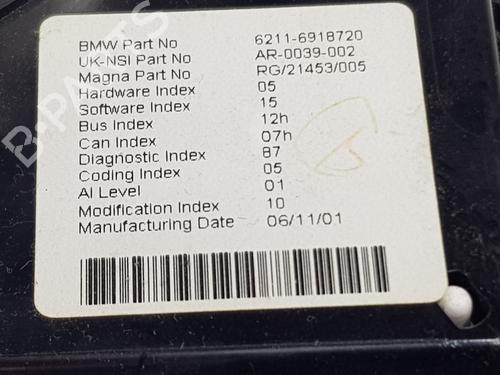 BMW Part No 6211-6918720
UK-NSI Part No AR-0039-002
Magna Part No RG/21453/005
Hardware Index 05
Software Index 15
Bus Index 12h
Can Index 07h
Diagnostic Index 87
Coding Index 05
AI Level 01
Modification Index 10
Manufacturing Date 06/11/01
B-PARTS